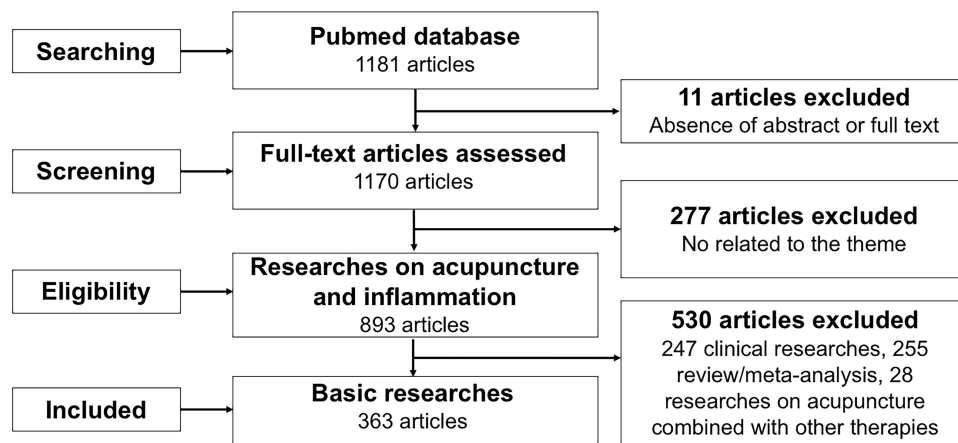 Searching
Pubmed database
1181 articles
11 articles excluded
Absence of abstract or full text
Screening
Full-text articles assessed
1170 articles
277 articles excluded
No related to the theme
Eligibility
Researches on acupuncture
and inflammation
893 articles
530 articles excluded
247 clinical researches, 255
review/meta-analysis, 28
researches on acupuncture
combined with other therapies
Included
Basic researches
363 articles